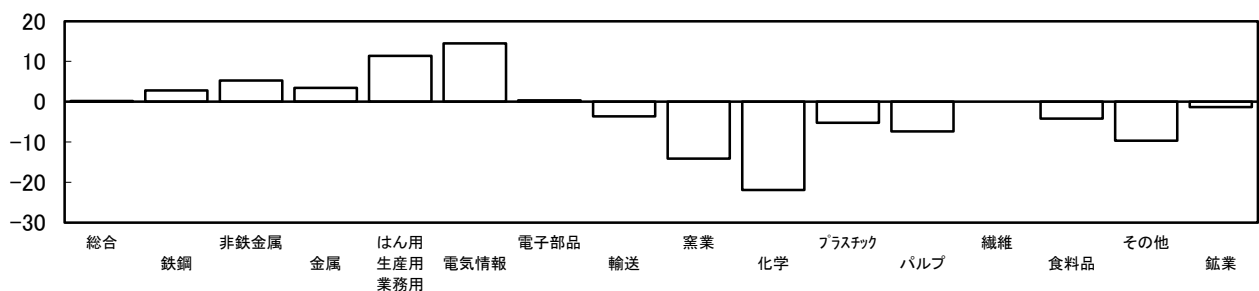 20
10
0
-10
-20
-30
総合
鉄鋼
非鉄金属
金属
はん用
生産用
業務用
電気情報
電子部品
輸送
窯業
化学
プラスチック
パルプ
繊維
食料品
その他
鉱業